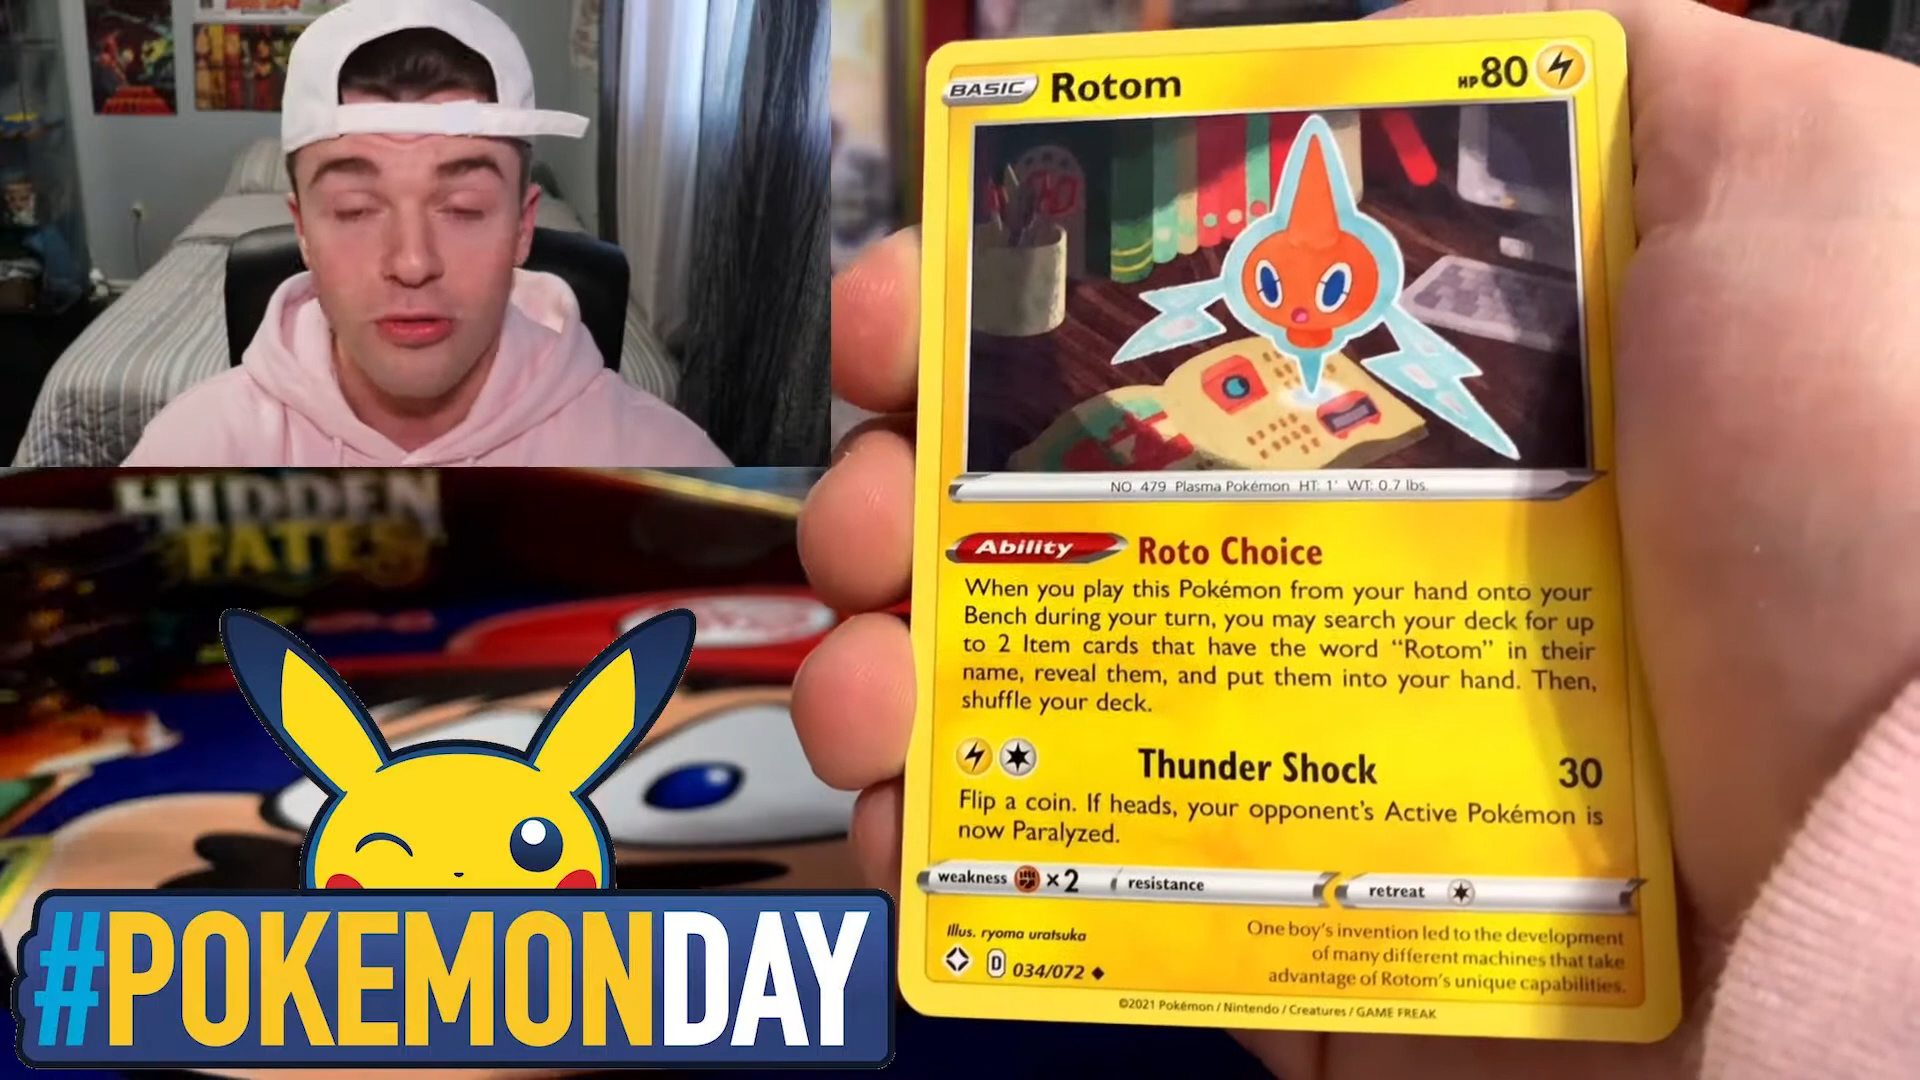 HIDDEN
FATES
#POKEMONDAY
BASIC Rotom HP 80
NO. 479 Plasma Pokémon HT: 1' WT: 0.7 lbs.
Ability Roto Choice
When you play this Pokémon from your hand onto your
Bench during your turn, you may search your deck for up
to 2 Item cards that have the word “Rotom” in their
name, reveal them, and put them into your hand. Then,
shuffle your deck.
Thunder Shock 30
Flip a coin. If heads, your opponent's Active Pokémon is
now Paralyzed.
weakness ×2 resistance retreat
Illus. ryoma uratsuka
D 034/072
One boy's invention led to the development
of many different machines that take
advantage of Rotom's unique capabilities.
©2021 Pokémon / Nintendo / Creatures / GAME FREAK